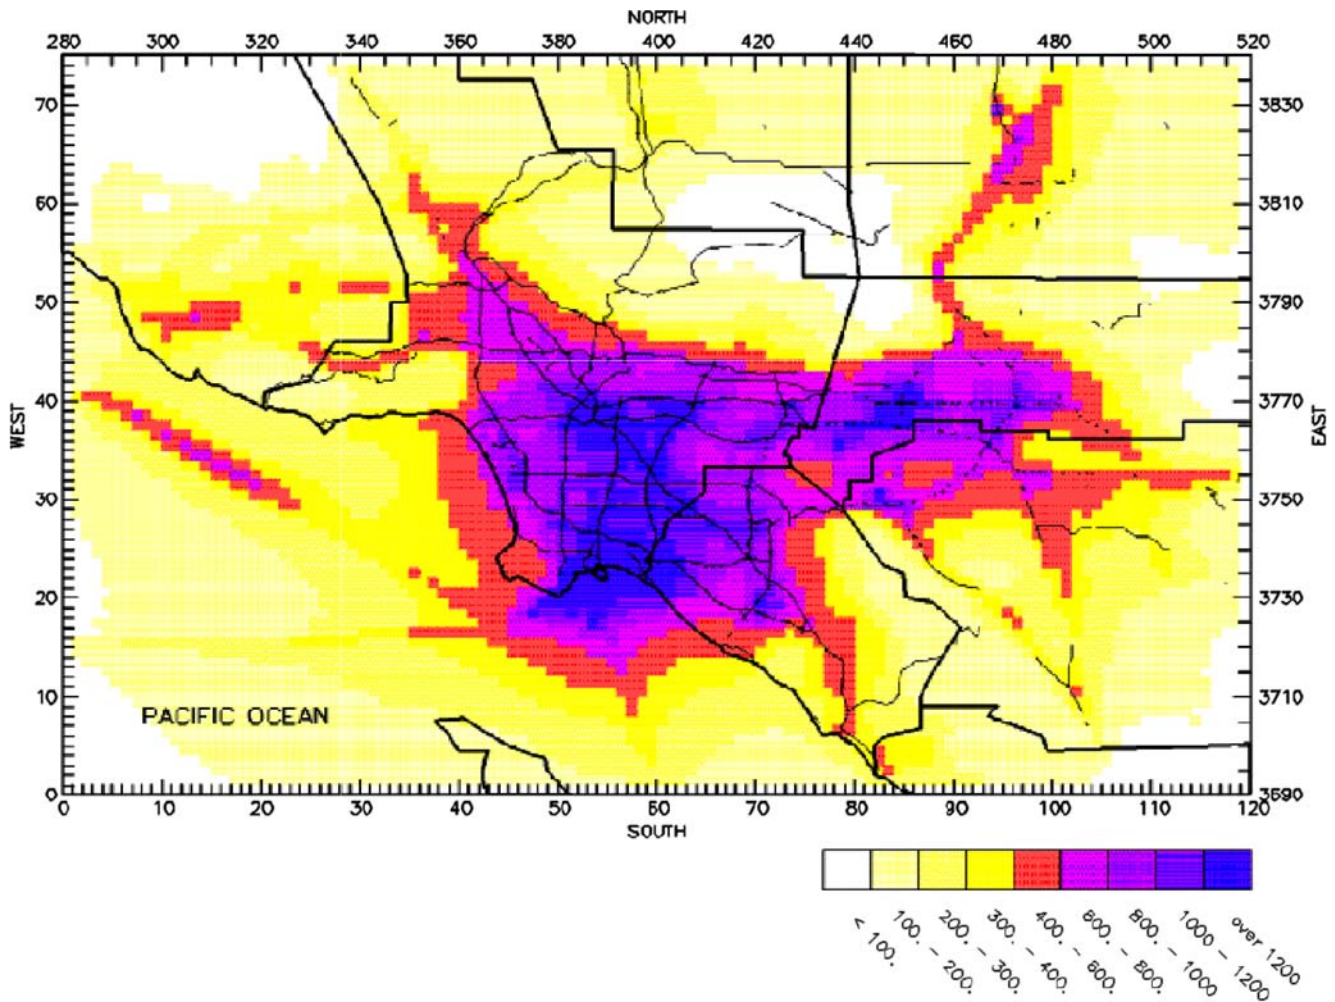 NORTH
280 300 320 340 360 380 400 420 440 460 480 500 520
70 3830
60 3810
50 3790
WEST 40 3770 EAST
30 3750
20 3730
10 3710
PACIFIC OCEAN
0 3690
0 10 20 30 40 50 60 70 80 90 100 110 120
SOUTH
< 100.
100. - 200.
200. - 300.
300. - 400.
400. - 600.
600. - 800.
800. - 1000
1000 - 1200
over 1200